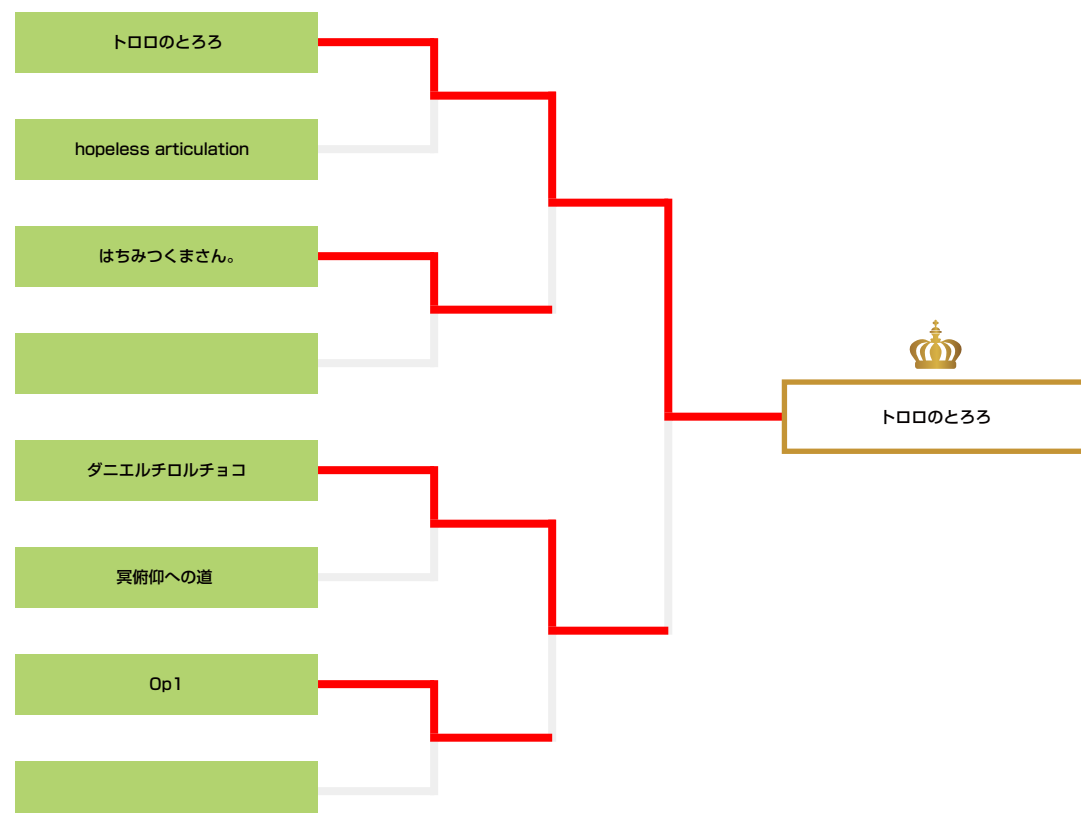 トロロのとろろ
hopeless articulation
はちみつくまさん。
ダニエルチロルチョコ
冥俯仰への道
Op1
トロロのとろろ